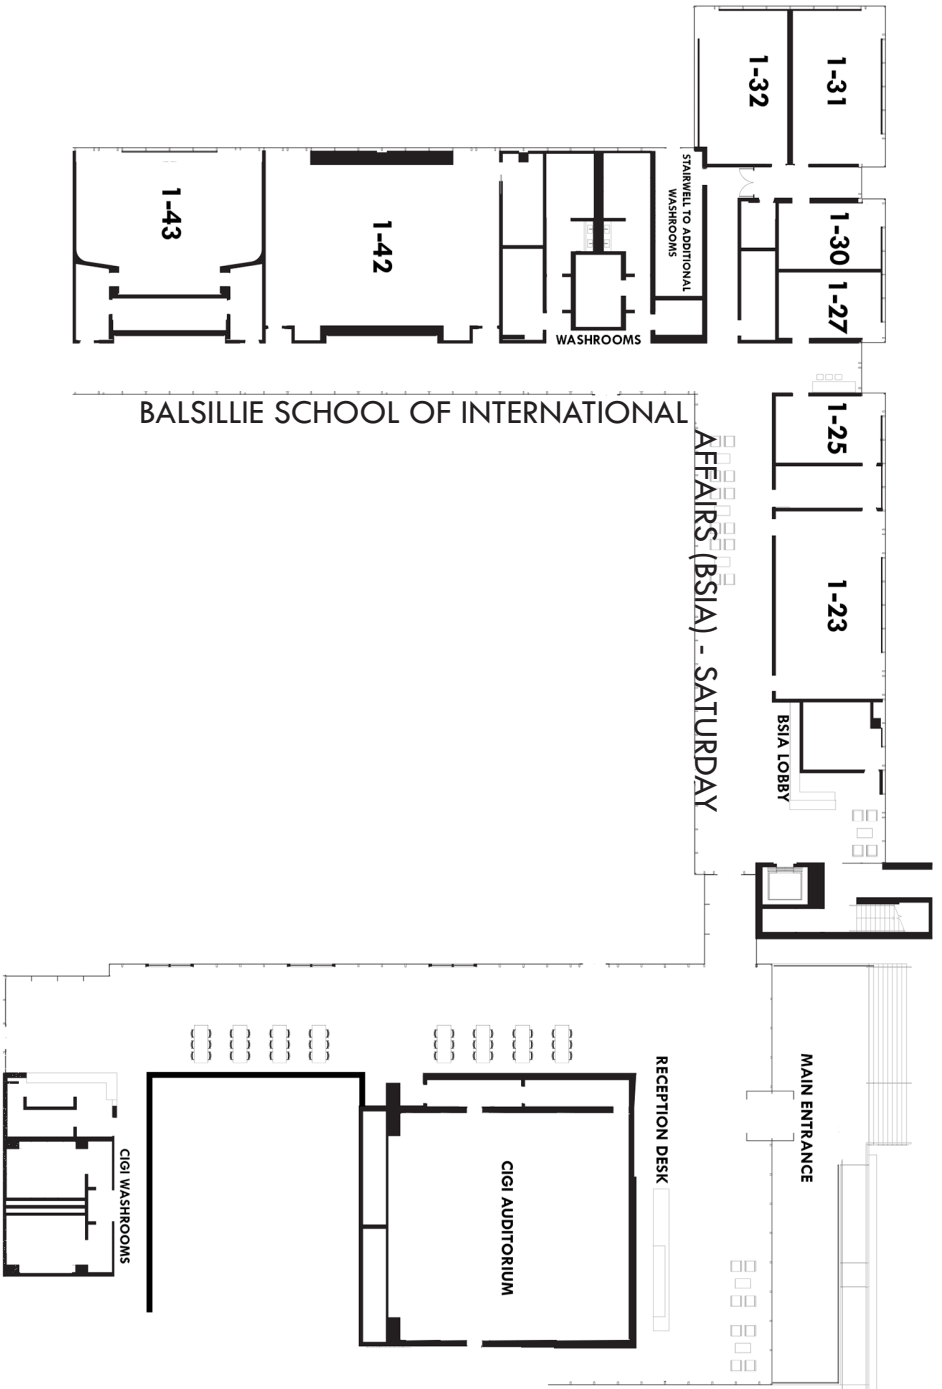 1-32
1-31
1-43
1-42
STAIRWELL TO ADDITIONAL
WASHROOMS
1-30
1-27
WASHROOMS
BALSILLIE SCHOOL OF INTERNATIONAL
AFFAIRS (BSIA) - SATURDAY
1-25
1-23
BSIA LOBBY
MAIN ENTRANCE
RECEPTION DESK
CIGI AUDITORIUM
CIGI WASHROOMS